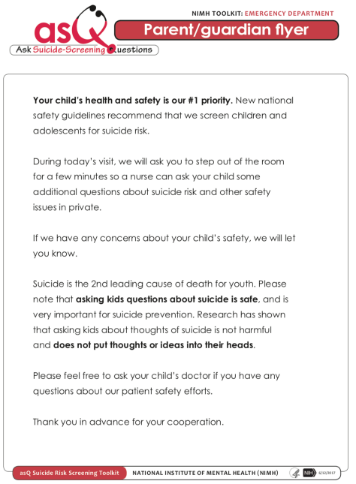 NIMH TOOLKIT: EMERGENCY DEPARTMENT
asQ
Parent/guardian flyer
Ask Suicide-Screening Questions
Your child's health and safety is our #1 priority. New national
safety guidelines recommend that we screen children and
adolescents for suicide risk.
During today's visit, we will ask you to step out of the room
for a few minutes so a nurse can ask your child some
additional questions about suicide risk and other safety
issues in private.
If we have any concerns about your child's safety, we will let
you know.
Suicide is the 2nd leading cause of death for youth. Please
note that asking kids questions about suicide is safe, and is
very important for suicide prevention. Research has shown
that asking kids about thoughts of suicide is not harmful
and does not put thoughts or ideas into their heads.
Please feel free to ask your child's doctor if you have any
questions about our patient safety efforts.
Thank you in advance for your cooperation.
asQ Suicide Risk Screening Toolkit NATIONAL INSTITUTE OF MENTAL HEALTH (NIMH) NIH